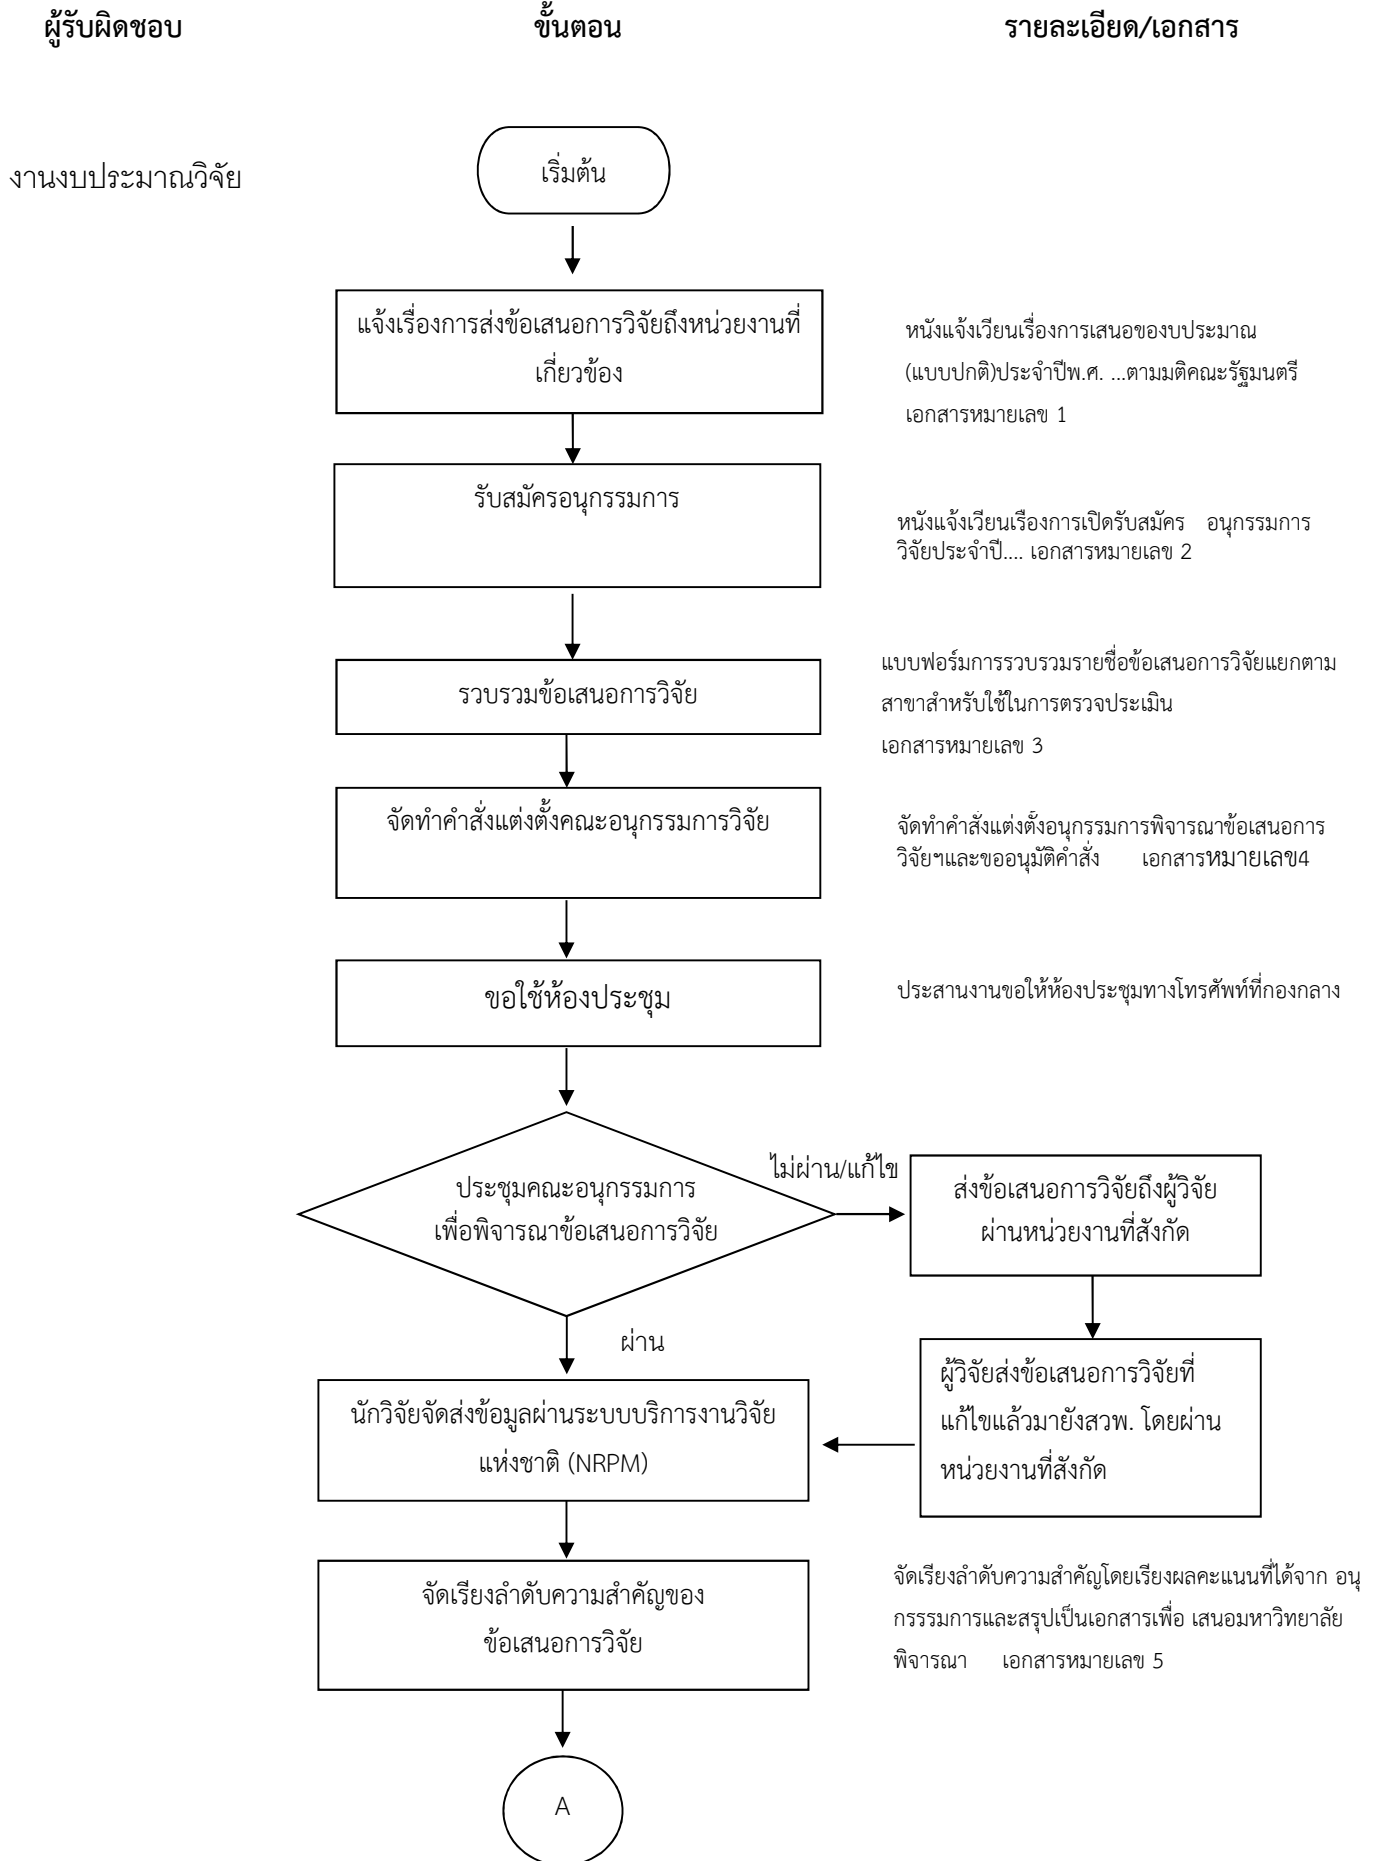 ผู้รับผิดชอบ
ขั้นตอน
รายละเอียด/เอกสาร
งานงบประมาณวิจัย
เริ่มต้น
แจ้งเรื่องการส่งข้อเสนอการวิจัยถึงหน่วยงานที่
เกี่ยวข้อง
หนังแจ้งเวียนเรื่องการเสนอของบประมาณ
(แบบปกติ)ประจำปีพ.ศ. ...ตามมติคณะรัฐมนตรี
เอกสารหมายเลข 1
รับสมัครอนุกรรมการ
หนังแจ้งเวียนเรืองการเปิดรับสมัคร อนุกรรมการ
วิจัยประจำปี.... เอกสารหมายเลข 2
รวบรวมข้อเสนอการวิจัย
แบบฟอร์มการรวบรวมรายชื่อข้อเสนอการวิจัยแยกตาม
สาขาสำหรับใช้ในการตรวจประเมิน
เอกสารหมายเลข 3
จัดทำคำสั่งแต่งตั้งคณะอนุกรรมการวิจัย
จัดทำคำสั่งแต่งตั้งอนุกรรมการพิจารณาข้อเสนอการ
วิจัยฯและขออนุมัติคำสั่ง เอกสารหมายเลข4
ขอใช้ห้องประชุม
ประสานงานขอให้ห้องประชุมทางโทรศัพท์ที่กองกลาง
ประชุมคณะอนุกรรมการ
เพื่อพิจารณาข้อเสนอการวิจัย
ไม่ผ่าน/แก้ไข
ส่งข้อเสนอการวิจัยถึงผู้วิจัย
ผ่านหน่วยงานที่สังกัด
ผ่าน
ผู้วิจัยส่งข้อเสนอการวิจัยที่
แก้ไขแล้วมายังสวพ. โดยผ่าน
หน่วยงานที่สังกัด
นักวิจัยจัดส่งข้อมูลผ่านระบบบริการงานวิจัย
แห่งชาติ (NRPM)
จัดเรียงลำดับความสำคัญของ
ข้อเสนอการวิจัย
จัดเรียงลำดับความสำคัญโดยเรียงผลคะแนนที่ได้จาก อนุ
กรรรมการและสรุปเป็นเอกสารเพื่อ เสนอมหาวิทยาลัย
พิจารณา เอกสารหมายเลข 5
A